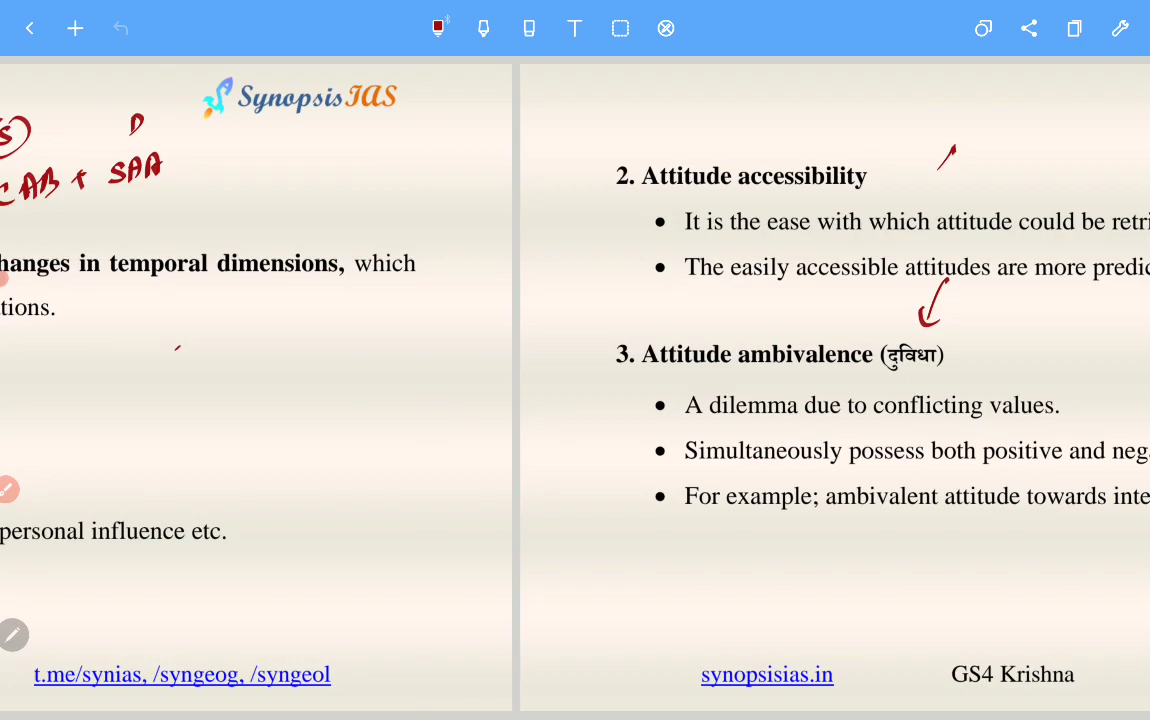 SynopsisIAS
S
D
CAB + SAA
hanges in temporal dimensions, which
tions.
personal influence etc.
t.me/synias, /syngeog, /syngeol
2. Attitude accessibility
• It is the ease with which attitude could be retri
• The easily accessible attitudes are more predic
3. Attitude ambivalence (दुविधा)
• A dilemma due to conflicting values.
• Simultaneously possess both positive and neg
• For example; ambivalent attitude towards inte
synopsisias.in GS4 Krishna